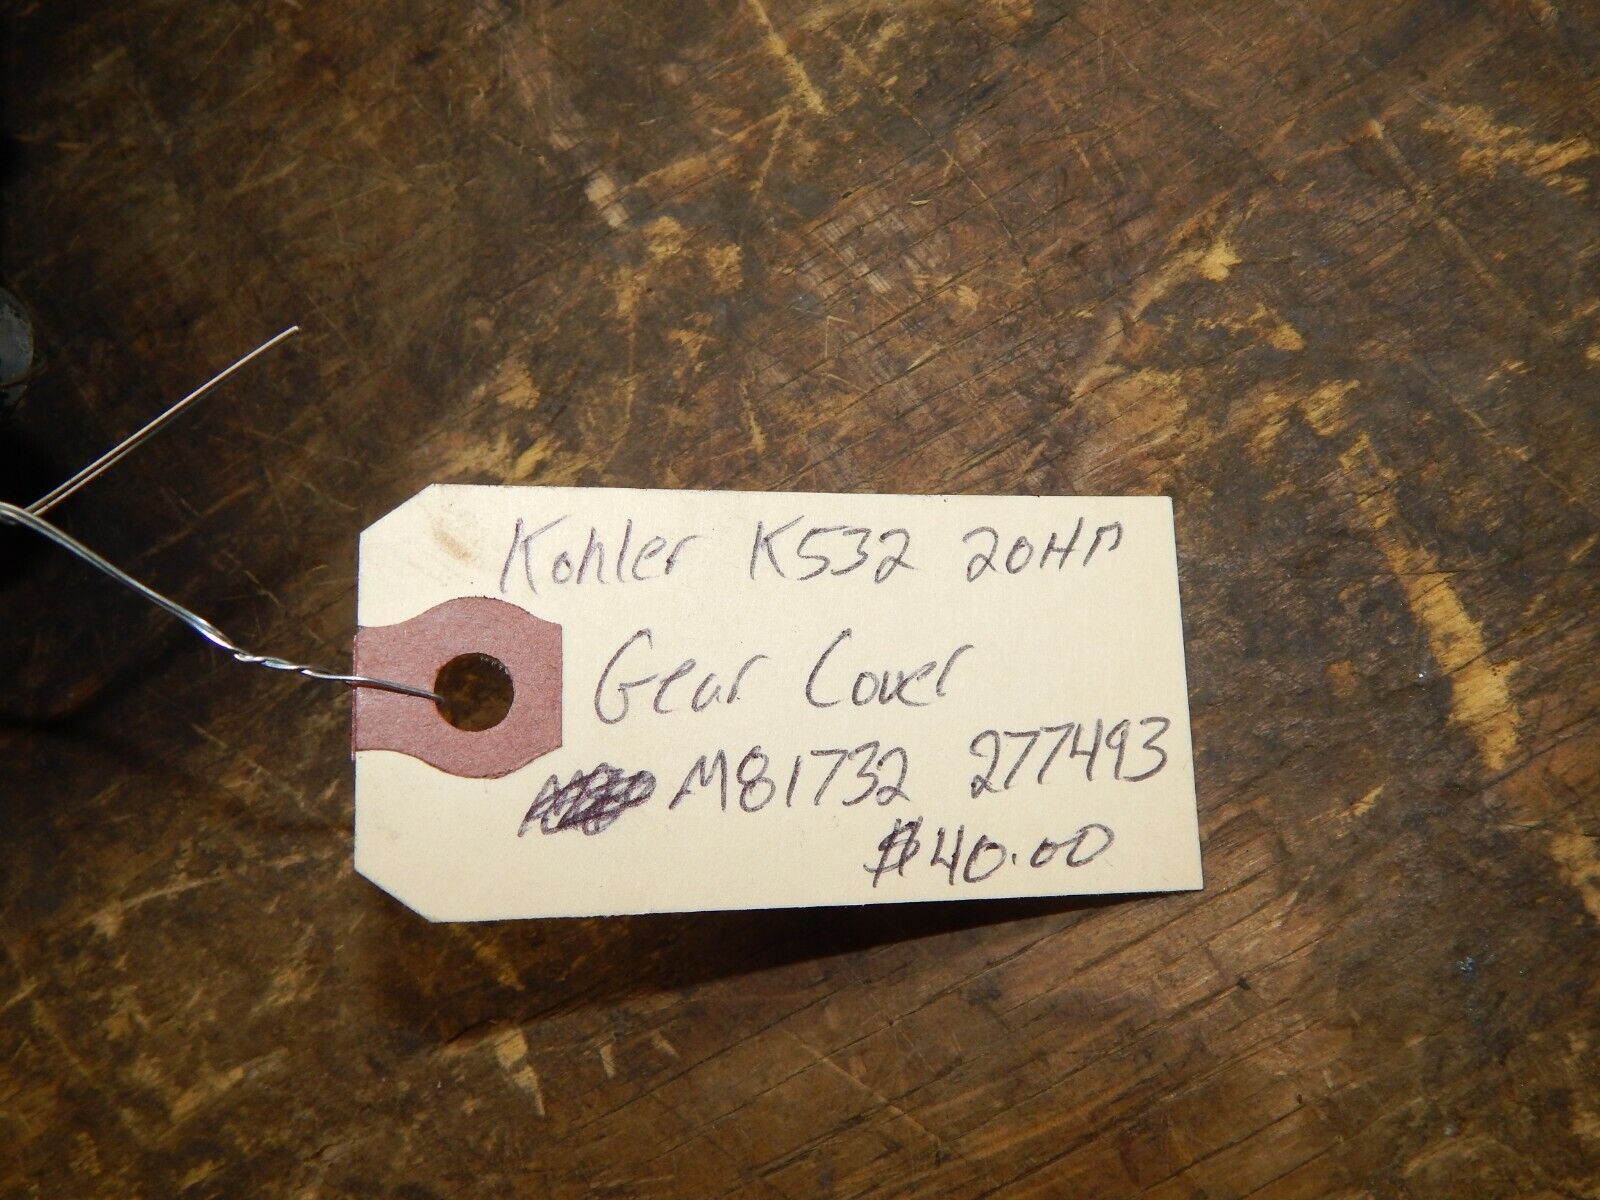 Kohler K532 20HP
Gear Cover
M81732 277493
$40.00